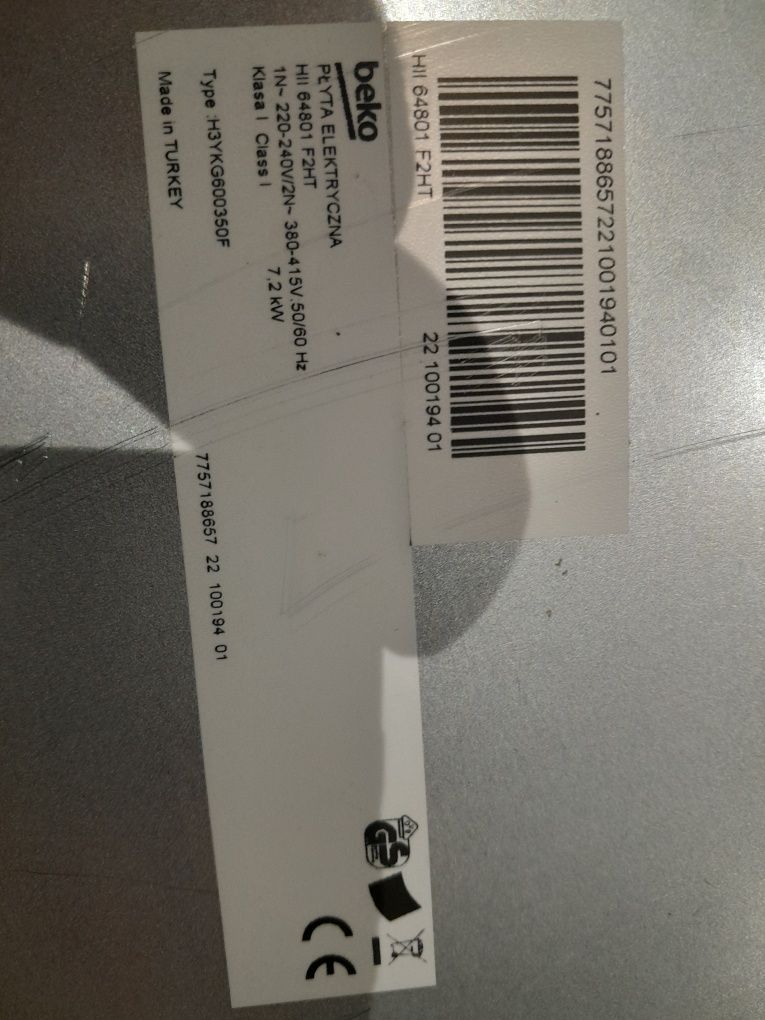 7757188657221001940101
HII 64801 F2HT
22 100194 01
beko
PŁYTA ELEKTRYCZNA
HII 64801 F2HT
1N~ 220-240V/2N~ 380-415V.50/60 Hz
Klasa I Class I
7,2 kW
Type :H3YKG600350F
Made in TURKEY
7757188657 22 100194 01
GS
CE